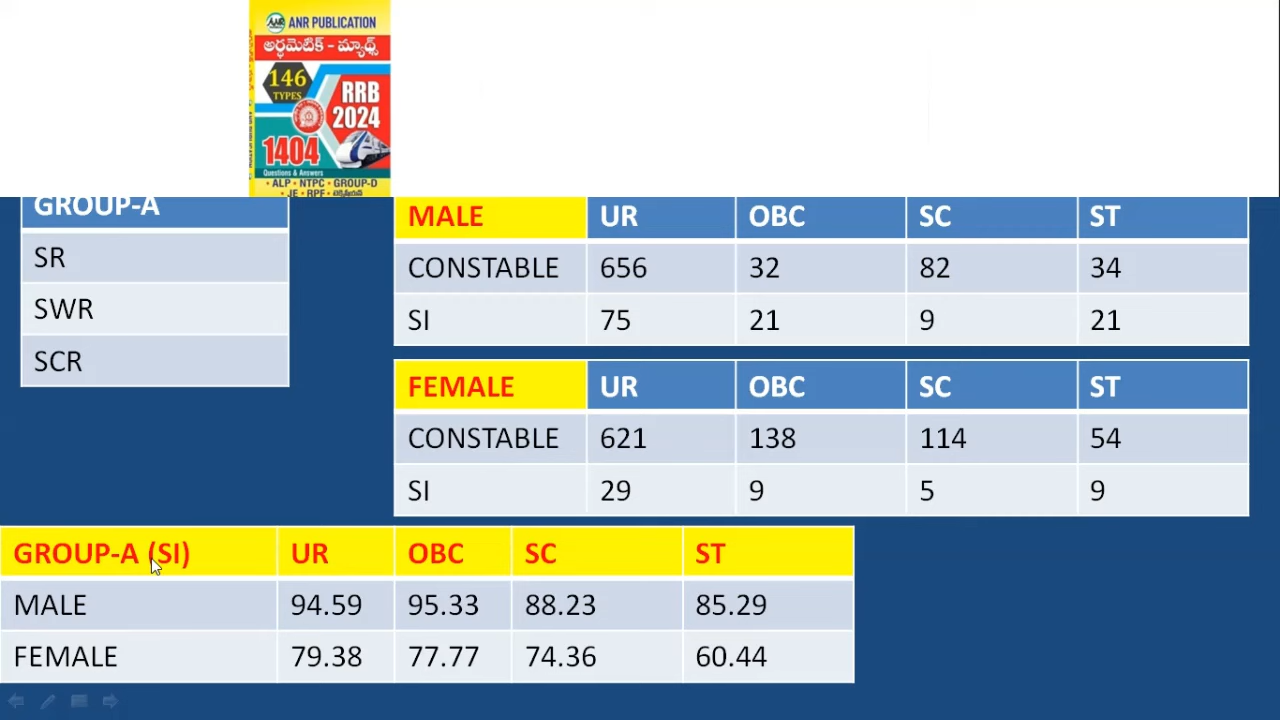 ANR PUBLICATION
అర్థమెటిక్ - మ్యాథ్స్
146
TYPES
RRB
2024
1404
Questions & Answers
• ALP • NTPC • GROUP-D
• JE • RPF •
GROUP-A
SR
SWR
SCR
MALE UR OBC SC ST
CONSTABLE 656 32 82 34
SI 75 21 9 21
FEMALE UR OBC SC ST
CONSTABLE 621 138 114 54
SI 29 9 5 9
GROUP-A (SI) UR OBC SC ST
MALE 94.59 95.33 88.23 85.29
FEMALE 79.38 77.77 74.36 60.44